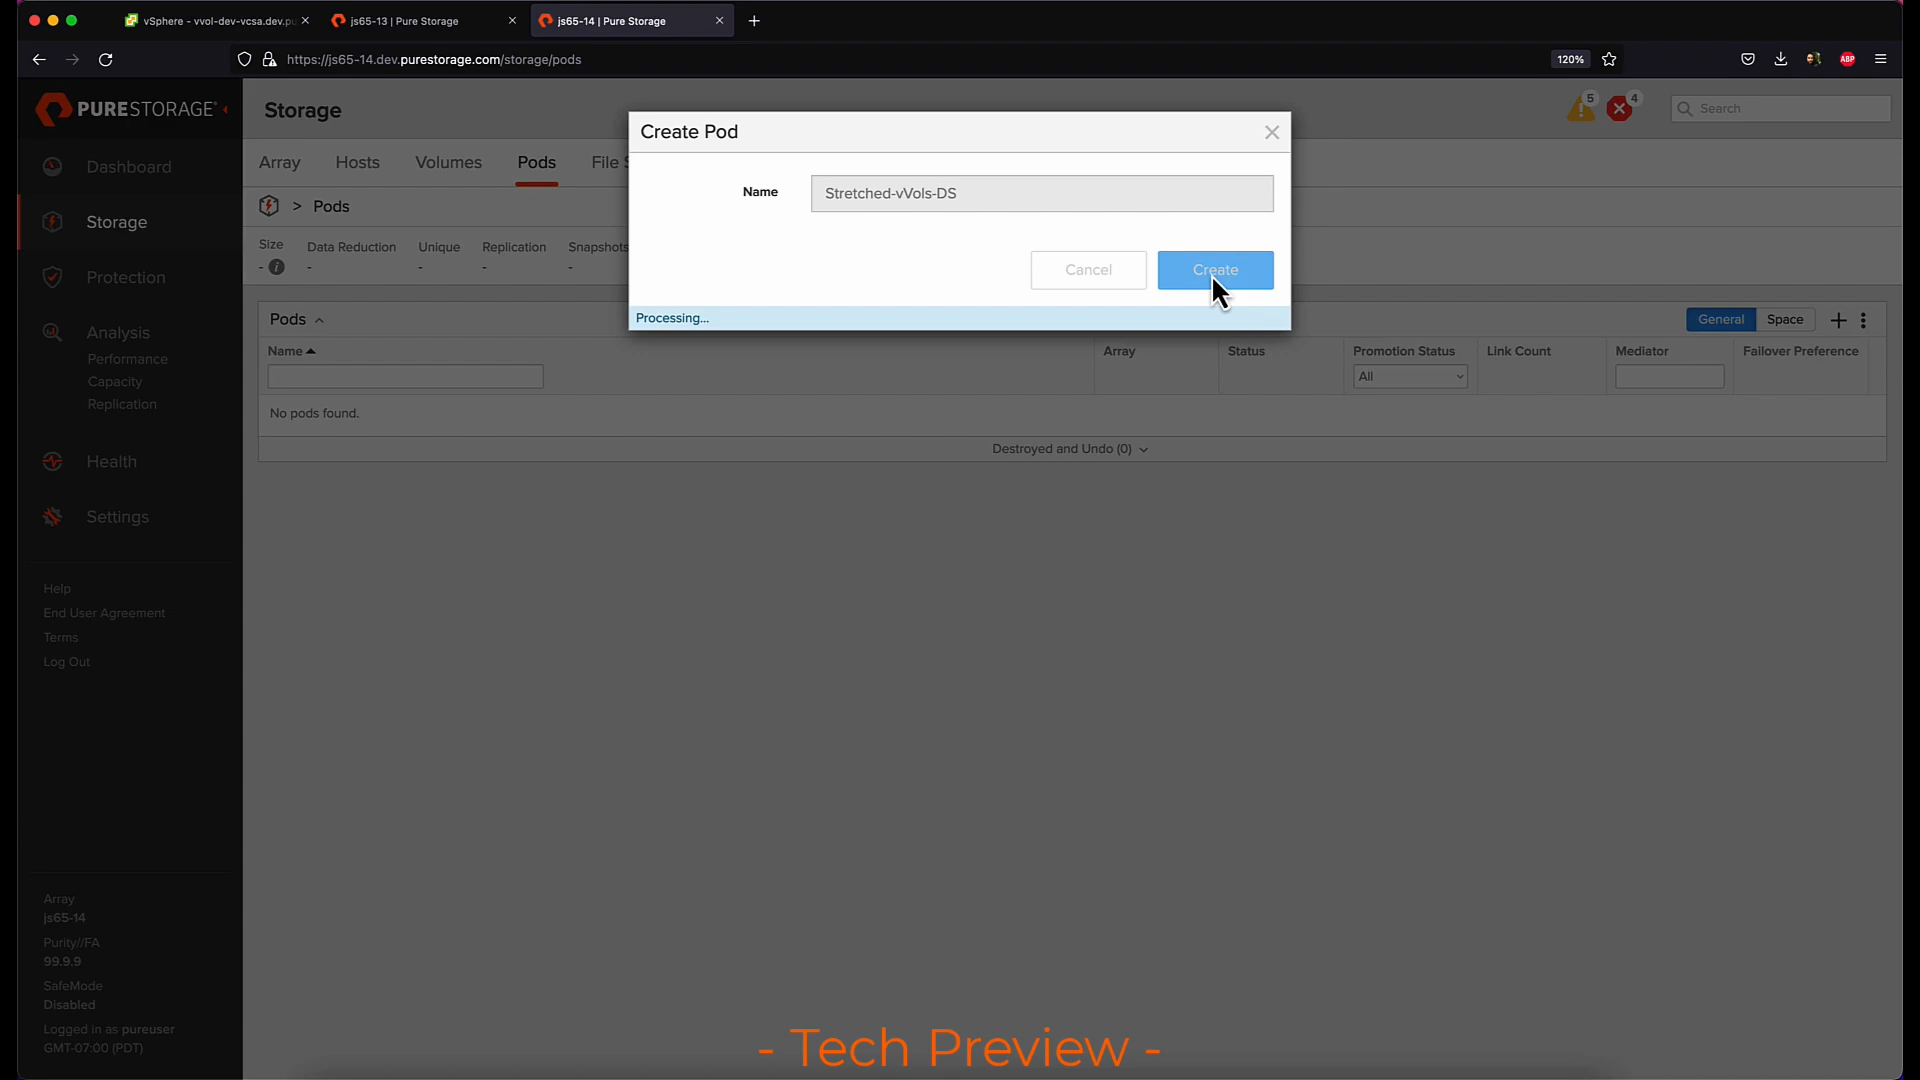 vSphere - vvol-dev-vcsa.dev.pu
js65-13 | Pure Storage
js65-14 | Pure Storage
https://js65-14.dev.purestorage.com/storage/pods
120%
ABP
PURESTORAGE
Storage
5
4
Search
Create Pod
Name
Stretched-vVols-DS
Cancel
Create
Processing...
Dashboard
Storage
Protection
Analysis
Performance
Capacity
Replication
Health
Settings
Help
End User Agreement
Terms
Log Out
Array
js65-14
Purity//FA
99.9.9
SafeMode
Disabled
Logged in as pureuser
GMT-07:00 (PDT)
Array Hosts Volumes Pods File S
> Pods
Size Data Reduction Unique Replication Snapshots
- - - - -
Pods
General Space
Name Array Status Promotion Status Link Count Mediator Failover Preference
All
No pods found.
Destroyed and Undo (0)
- Tech Preview -